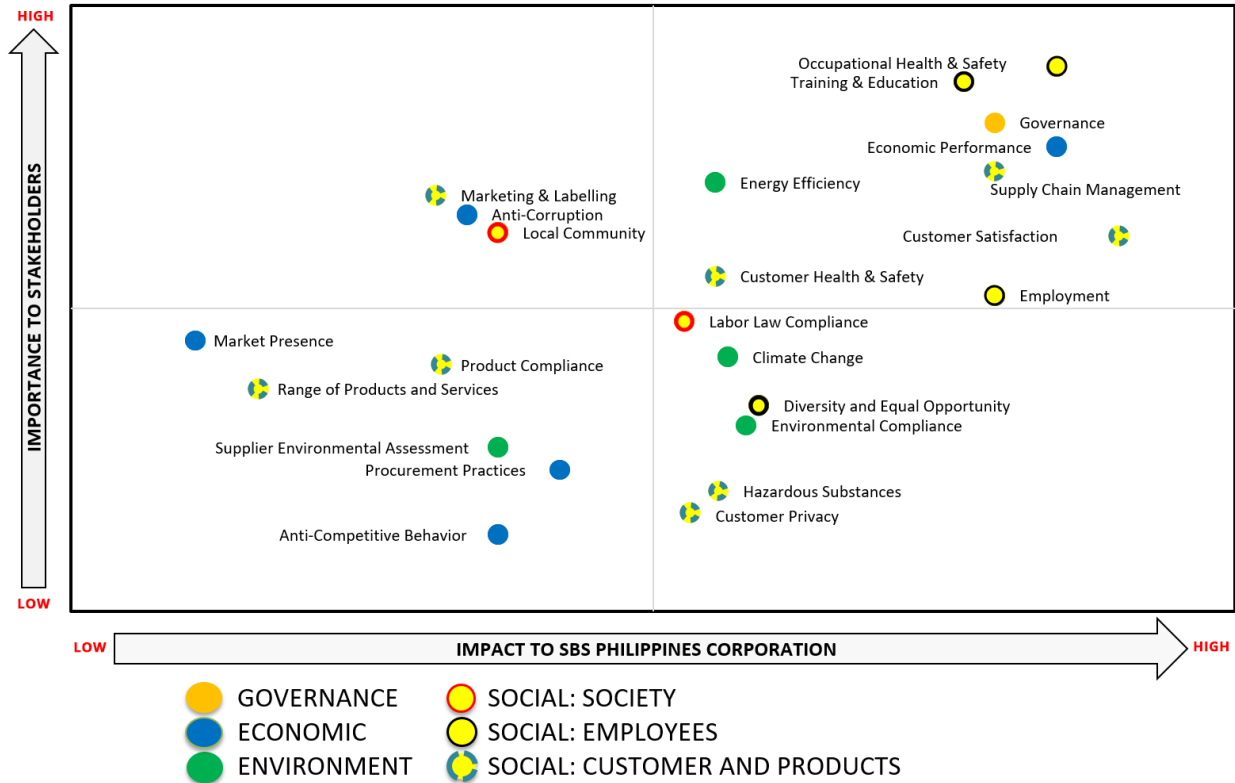 HIGH
Occupational Health & Safety
Training & Education
Governance
Economic Performance
Energy Efficiency
Supply Chain Management
Marketing & Labelling
Anti-Corruption
Local Community
Customer Satisfaction
Customer Health & Safety
Employment
IMPORTANCE TO STAKEHOLDERS
Labor Law Compliance
Market Presence
Climate Change
Product Compliance
Range of Products and Services
Diversity and Equal Opportunity
Environmental Compliance
Supplier Environmental Assessment
Procurement Practices
Hazardous Substances
Customer Privacy
Anti-Competitive Behavior
LOW
LOW
IMPACT TO SBS PHILIPPINES CORPORATION
HIGH
GOVERNANCE
SOCIAL: SOCIETY
ECONOMIC
SOCIAL: EMPLOYEES
ENVIRONMENT
SOCIAL: CUSTOMER AND PRODUCTS